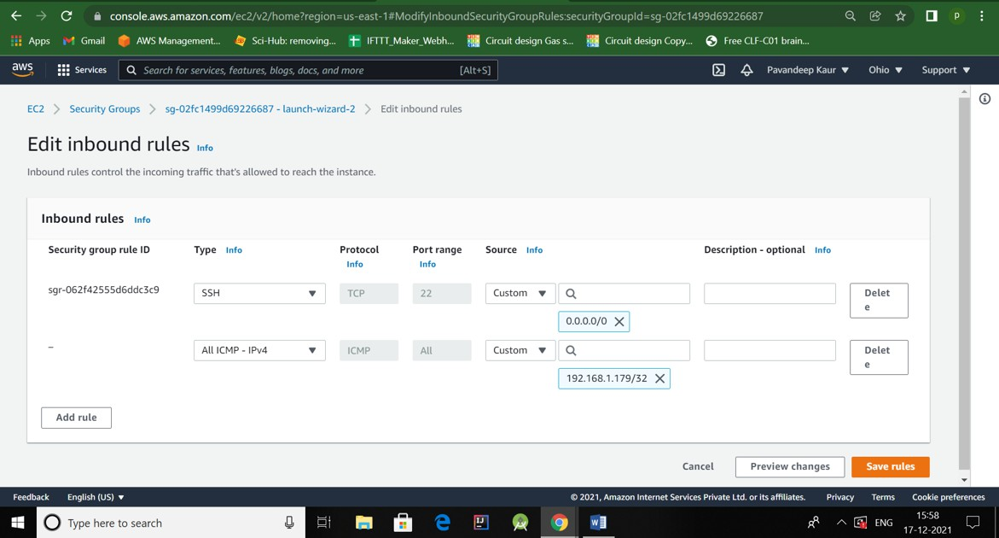 console.aws.amazon.com/ec2/v2/home?region=us-east-1#ModifyInboundSecurityGroupRules:securityGroupId=sg-02fc1499d69226687
p
Apps
Gmail
AWS Management...
Sci-Hub: removing...
IFTTT_Maker_Webh...
Circuit design Gas s...
Circuit design Copy...
Free CLF-C01 brain...
aws
Services
Search for services, features, blogs, docs, and more
[Alt+S]
Pavandeep Kaur
Ohio
Support
EC2
Security Groups
sg-02fc1499d69226687 - launch-wizard-2
Edit inbound rules
Edit inbound rules Info
Inbound rules control the incoming traffic that's allowed to reach the instance.
Inbound rules Info
Security group rule ID
Type Info
Protocol
Info
Port range
Info
Source Info
Description - optional Info
sgr-062f42555d6ddc3c9
SSH
TCP
22
Custom
0.0.0.0/0
Delet
e
–
All ICMP - IPv4
ICMP
All
Custom
192.168.1.179/32
Delet
e
Add rule
Cancel
Preview changes
Save rules
Feedback
English (US)
© 2021, Amazon Internet Services Private Ltd. or its affiliates.
Privacy
Terms
Cookie preferences
Type here to search
ENG
15:58
17-12-2021